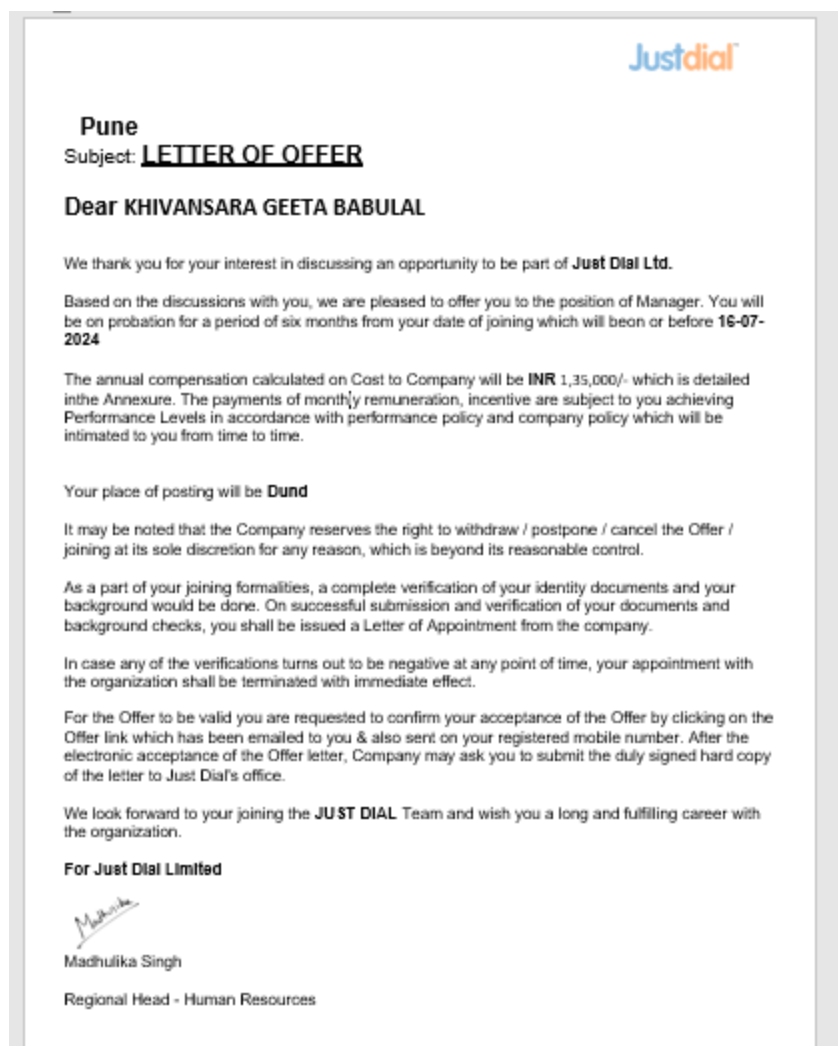 Justdial
Pune
Subject: LETTER OF OFFER
Dear KHIVANSARA GEETA BABULAL
We thank you for your interest in discussing an opportunity to be part of Just Dial Ltd.
Based on the discussions with you, we are pleased to offer you to the position of Manager. You will
be on probation for a period of six months from your date of joining which will beon or before 16-07-
2024
The annual compensation calculated on Cost to Company will be INR 1,35,000/- which is detailed
inthe Annexure. The payments of monthly remuneration, incentive are subject to you achieving
Performance Levels in accordance with performance policy and company policy which will be
intimated to you from time to time.
Your place of posting will be Dund
It may be noted that the Company reserves the right to withdraw / postpone / cancel the Offer /
joining at its sole discretion for any reason, which is beyond its reasonable control.
As a part of your joining formalities, a complete verification of your identity documents and your
background would be done. On successful submission and verification of your documents and
background checks, you shall be issued a Letter of Appointment from the company.
In case any of the verifications turns out to be negative at any point of time, your appointment with
the organization shall be terminated with immediate effect.
For the Offer to be valid you are requested to confirm your acceptance of the Offer by clicking on the
Offer link which has been emailed to you & also sent on your registered mobile number. After the
electronic acceptance of the Offer letter, Company may ask you to submit the duly signed hard copy
of the letter to Just Dial's office.
We look forward to your joining the JUST DIAL Team and wish you a long and fulfilling career with
the organization.
For Just Dial Limited
Madhulika
Madhulika Singh
Regional Head - Human Resources